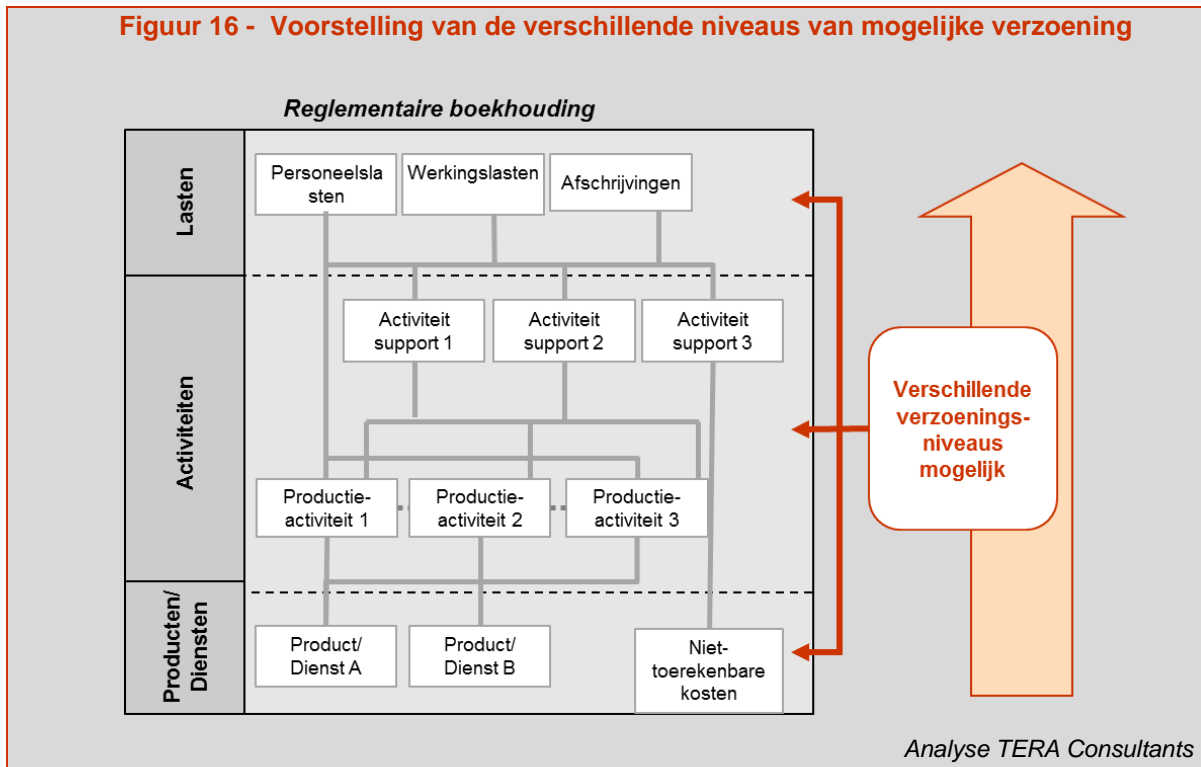 Figuur 16 - Voorstelling van de verschillende niveaus van mogelijke verzoening
Reglementaire boekhouding
Lasten
Personeelsla
sten
Werkingslasten
Afschrijvingen
Activiteiten
Activiteit
support 1
Activiteit
support 2
Activiteit
support 3
Productie-
activiteit 1
Productie-
activiteit 2
Productie-
activiteit 3
Verschillende
verzoenings-
niveaus
mogelijk
Producten/
Diensten
Product/
Dienst A
Product/
Dienst B
Niet-
toerekenbare
kosten
Analyse TERA Consultants